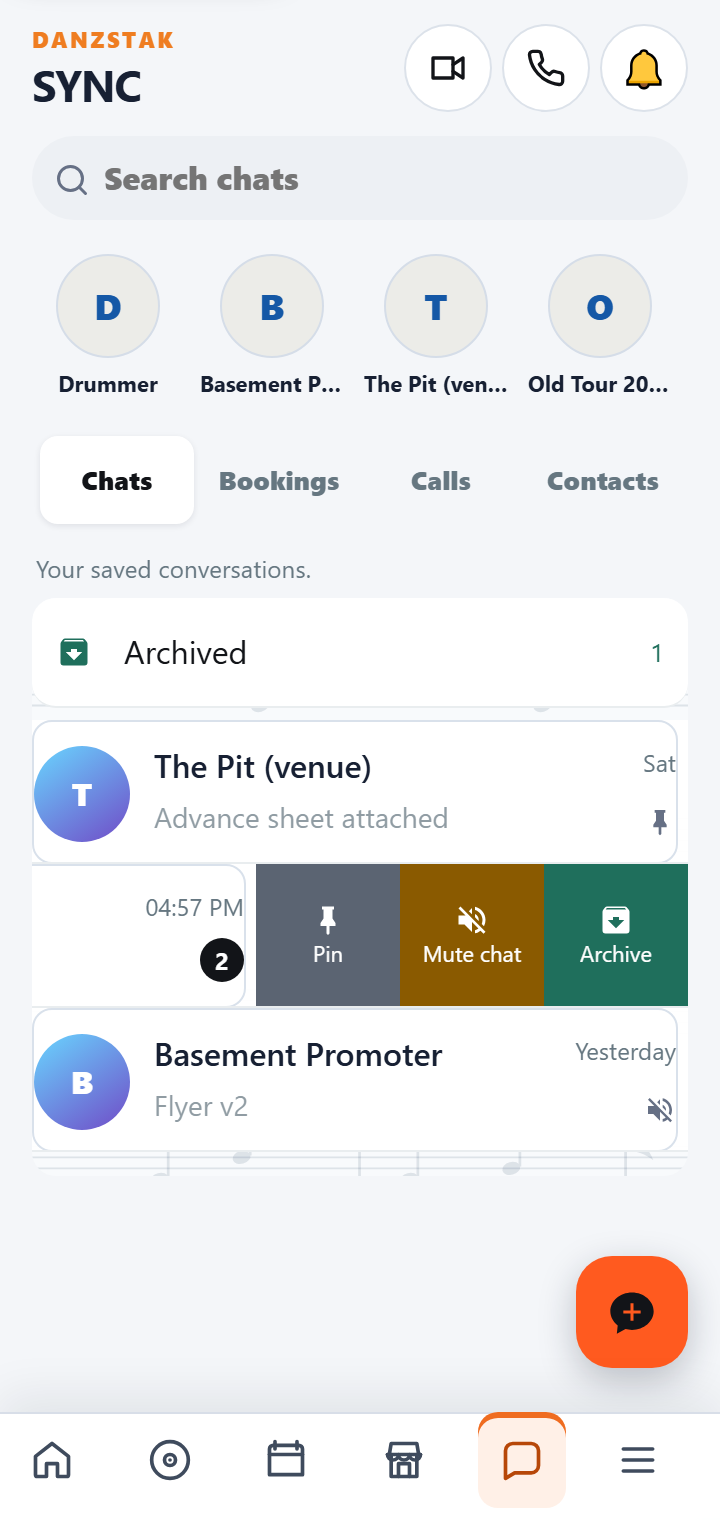 DANZSTAK
SYNC
Search chats
D
B
T
O
Drummer
Basement P...
The Pit (ven...
Old Tour 20...
Chats
Bookings
Calls
Contacts
Your saved conversations.
Archived
1
T
The Pit (venue)
Sat
Advance sheet attached
04:57 PM
2
Pin
Mute chat
Archive
B
Basement Promoter
Yesterday
Flyer v2